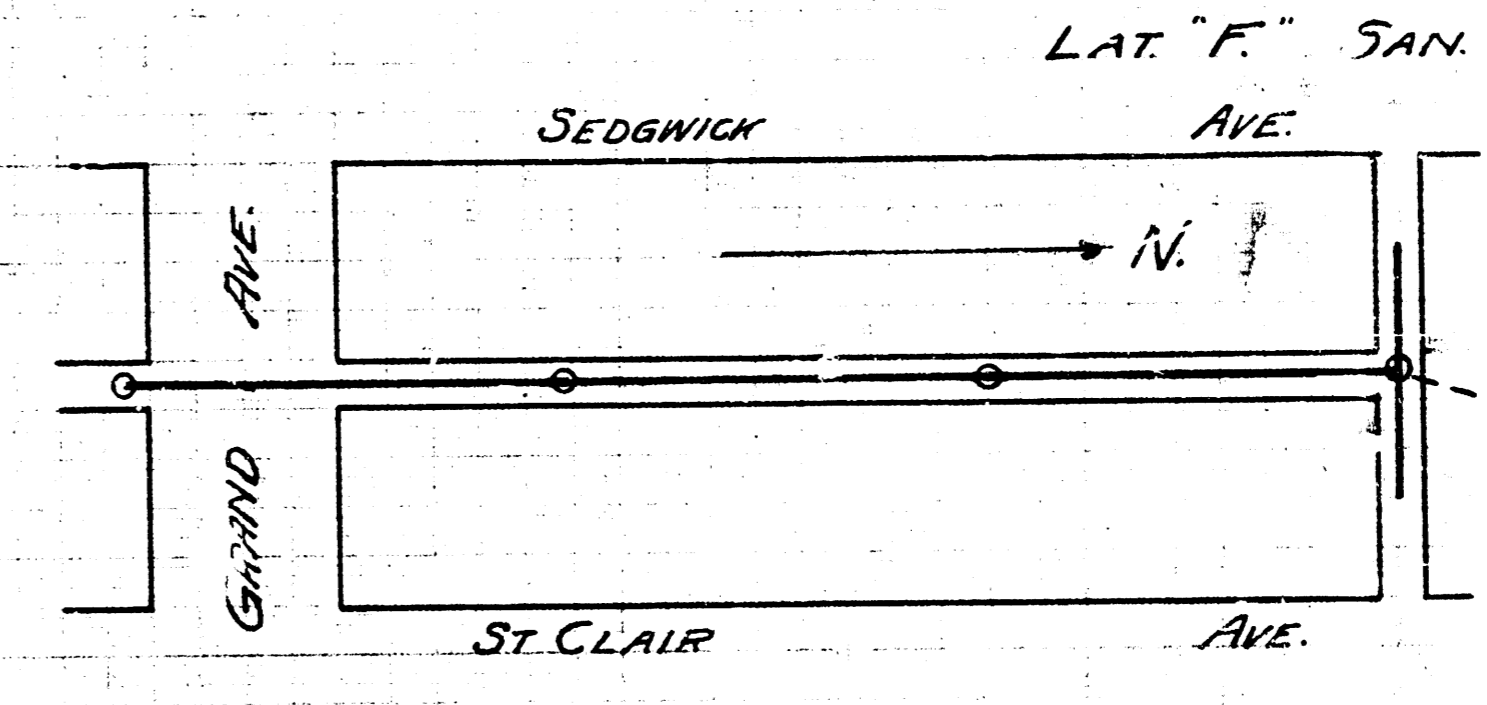 LAT. "F." SAN.
SEDGWICK AVE.
N.
GRAND AVE.
ST CLAIR AVE.